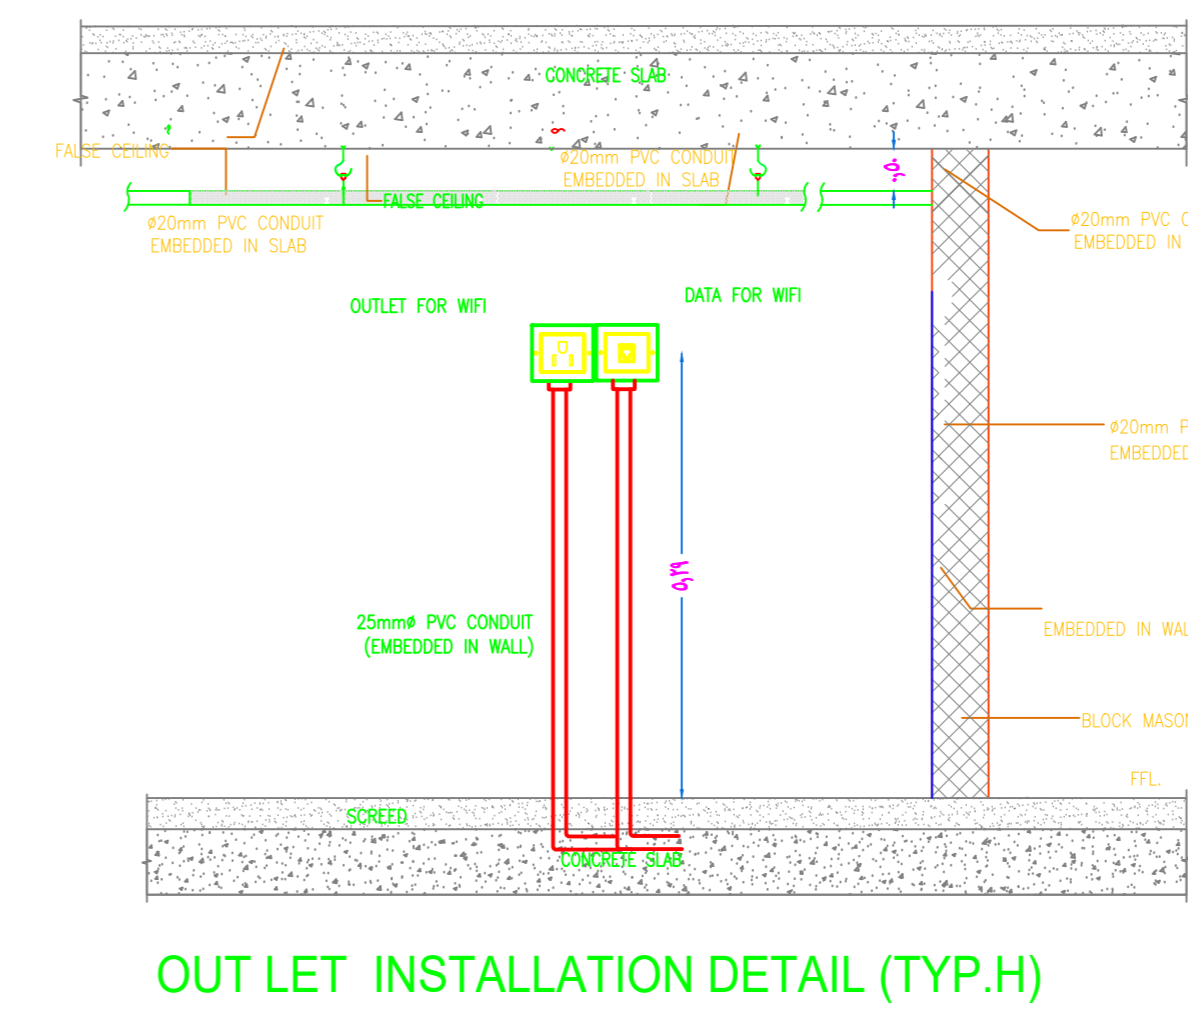 CONCRETE SLAB
FALSE CEILING
Ø20mm PVC CONDUIT
EMBEDDED IN SLAB
FALSE CEILING
Ø20mm PVC CONDUIT
EMBEDDED IN SLAB
Ø20mm PVC
EMBEDDED IN
OUTLET FOR WIFI
DATA FOR WIFI
Ø20mm
EMBEDDED
25mmØ PVC CONDUIT
(EMBEDDED IN WALL)
EMBEDDED IN
BLOCK
FFL.
SCREED
CONCRETE SLAB
OUT LET INSTALLATION DETAIL (TYP.H)